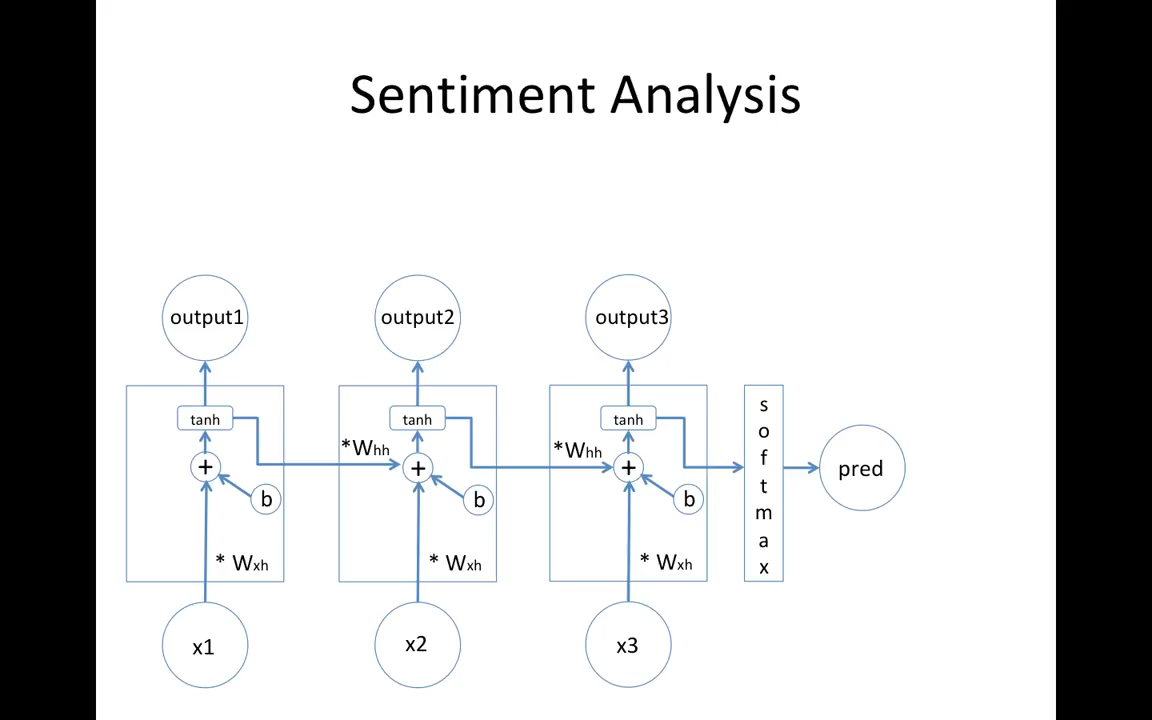 Sentiment Analysis
output1 output2 output3
tanh tanh tanh
*Whh *Whh
+ + +
b b b
* Wxh * Wxh * Wxh
x1 x2 x3
s
o
f
t
m
a
x
pred